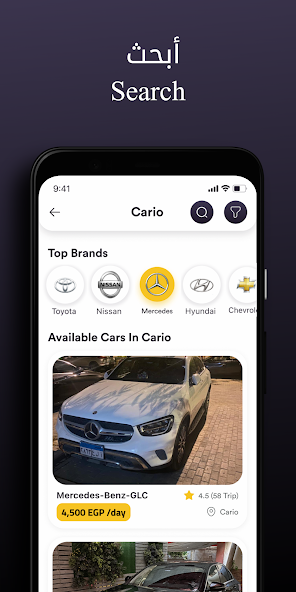 أبحث
Search
9:41
Cario
Top Brands
NISSAN
Toyota
Nissan
Mercedes
Hyundai
Chevrol
Available Cars In Cario
Mercedes-Benz-GLC
4.5 (58 Trip)
4,500 EGP /day
Cario